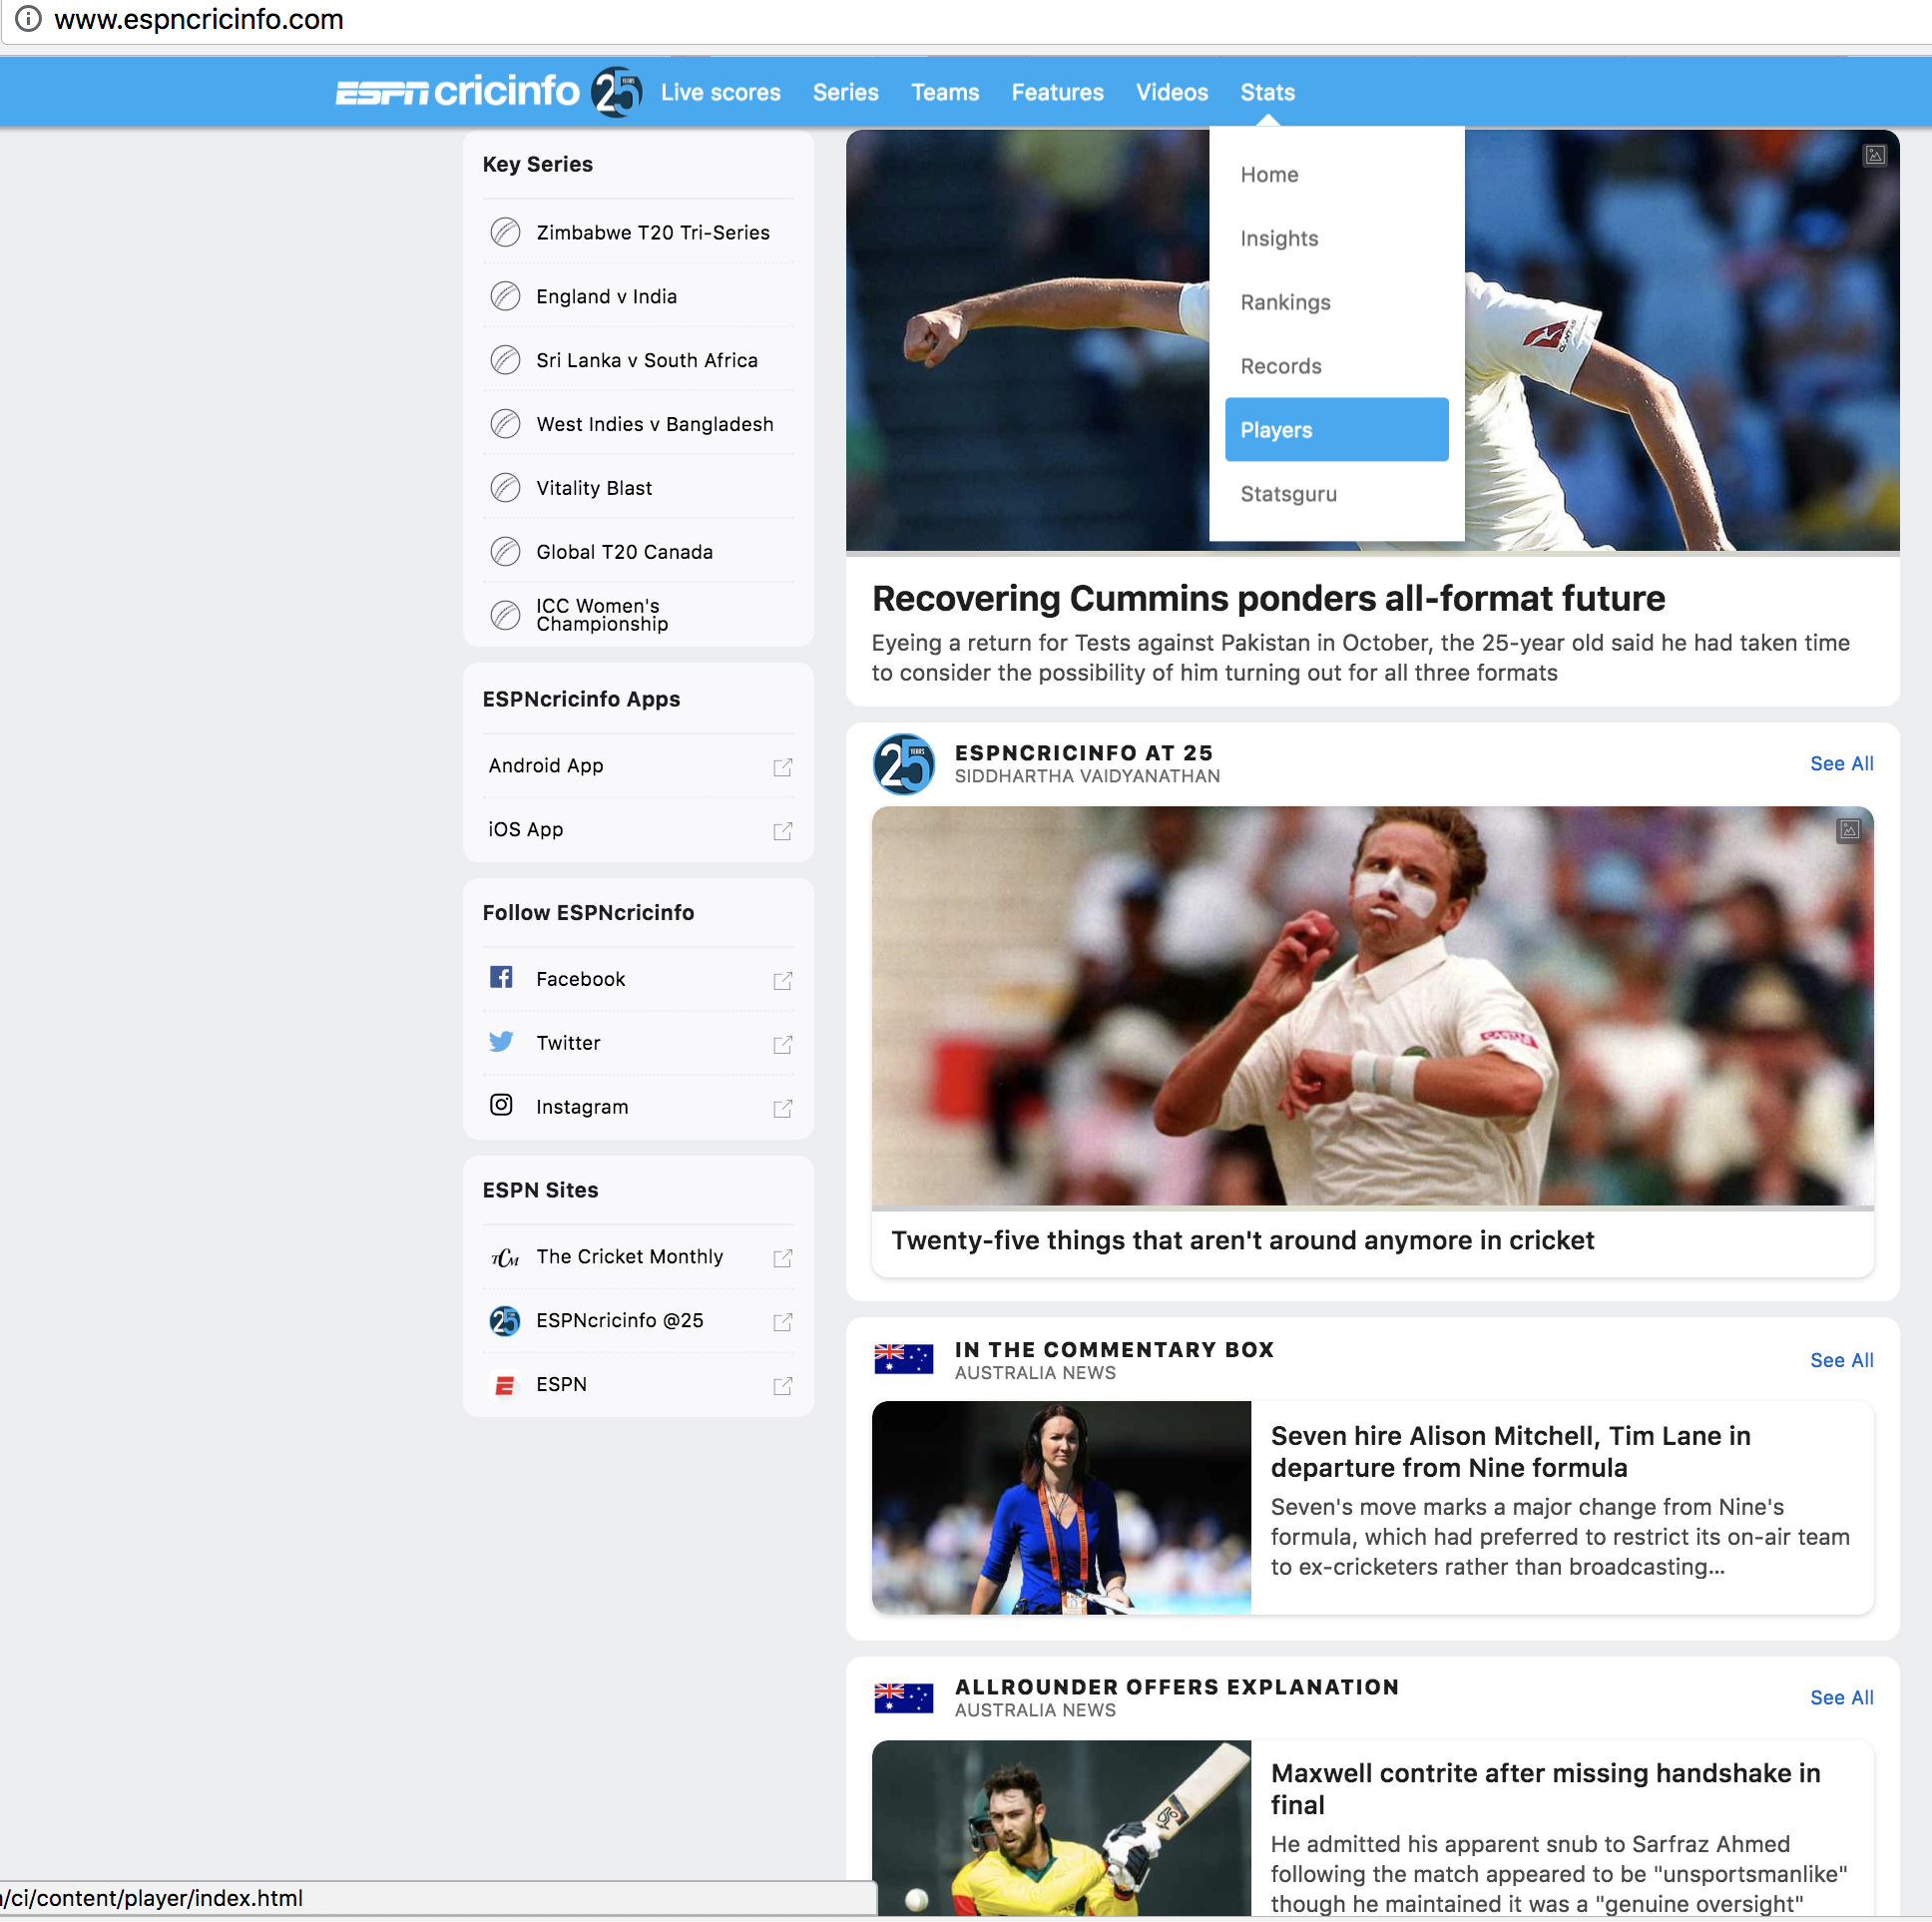 www.espncricinfo.com
ESPN cricinfo 25 YEARS Live scores Series Teams Features Videos Stats
Home
Insights
Rankings
Records
Players
Statsguru
Key Series
Zimbabwe T20 Tri-Series
England v India
Sri Lanka v South Africa
West Indies v Bangladesh
Vitality Blast
Global T20 Canada
ICC Women's
Championship
ESPNcricinfo Apps
Android App
iOS App
Follow ESPNcricinfo
Facebook
Twitter
Instagram
ESPN Sites
TCM The Cricket Monthly
25 ESPNcricinfo @25
E ESPN
Recovering Cummins ponders all-format future
Eyeing a return for Tests against Pakistan in October, the 25-year old said he had taken time
to consider the possibility of him turning out for all three formats
25 YEARS
ESPNCRICINFO AT 25
SIDDHARTHA VAIDYANATHAN
See All
CASTLE
Twenty-five things that aren't around anymore in cricket
IN THE COMMENTARY BOX
AUSTRALIA NEWS
See All
Seven hire Alison Mitchell, Tim Lane in
departure from Nine formula
Seven's move marks a major change from Nine's
formula, which had preferred to restrict its on-air team
to ex-cricketers rather than broadcasting...
ALLROUNDER OFFERS EXPLANATION
AUSTRALIA NEWS
See All
Maxwell contrite after missing handshake in
final
He admitted his apparent snub to Sarfraz Ahmed
following the match appeared to be "unsportsmanlike"
though he maintained it was a "genuine oversight"
/ci/content/player/index.html